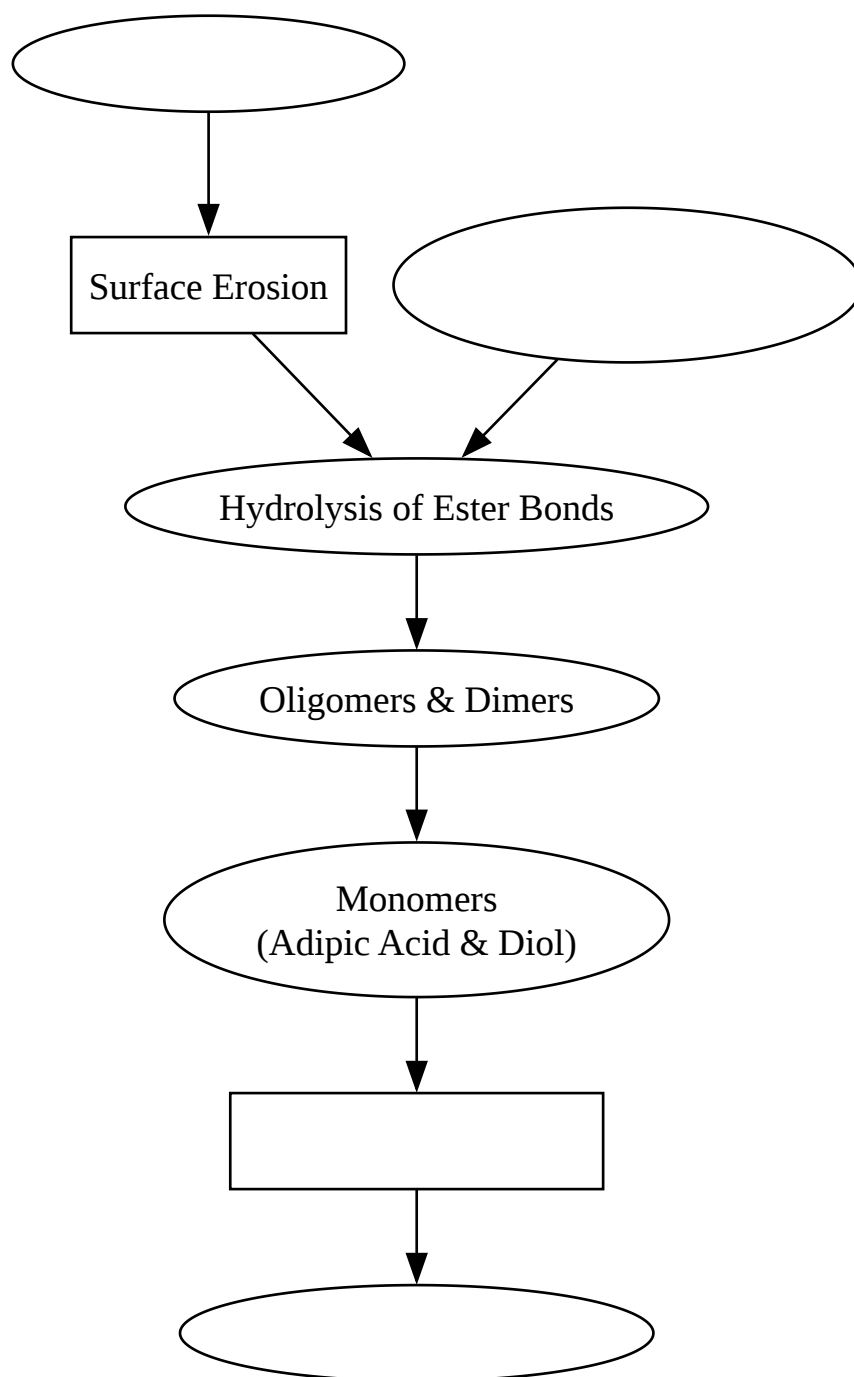 Surface Erosion
Hydrolysis of Ester Bonds
Oligomers & Dimers
Monomers
(Adipic Acid & Diol)